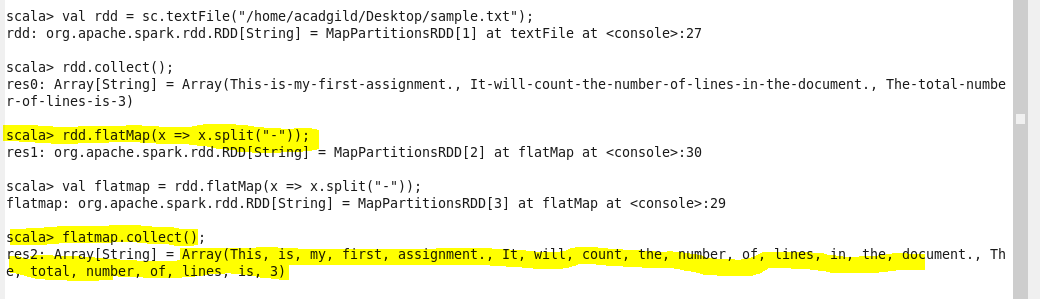 scala> val rdd = sc.textFile("/home/acadgild/Desktop/sample.txt");
rdd: org.apache.spark.rdd.RDD[String] = MapPartitionsRDD[1] at textFile at <console>:27
scala> rdd.collect();
res0: Array[String] = Array(This-is-my-first-assignment., It-will-count-the-number-of-lines-in-the-document., The-total-numbe
r-of-lines-is-3)
scala> rdd.flatMap(x => x.split("-"));
res1: org.apache.spark.rdd.RDD[String] = MapPartitionsRDD[2] at flatMap at <console>:30
scala> val flatmap = rdd.flatMap(x => x.split("-"));
flatmap: org.apache.spark.rdd.RDD[String] = MapPartitionsRDD[3] at flatMap at <console>:29
scala> flatmap.collect();
res2: Array[String] = Array(This, is, my, first, assignment., It, will, count, the, number, of, lines, in, the, document., Th
e, total, number, of, lines, is, 3)